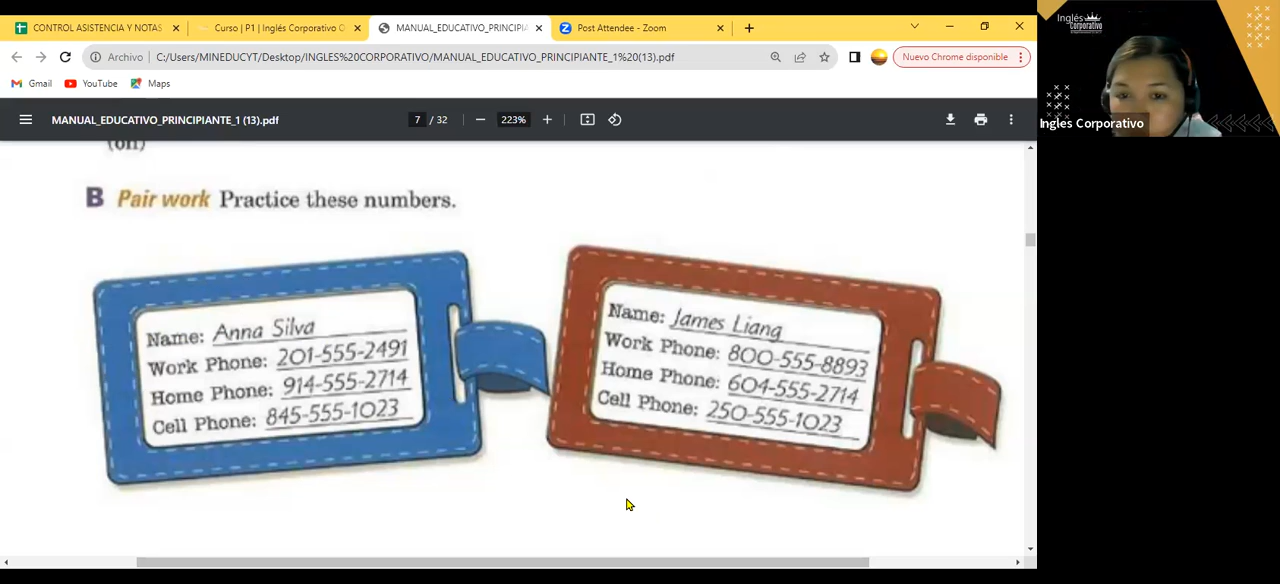 CONTROL ASISTENCIA Y NOTAS
Curso | P1 | Inglés Corporativo O
MANUAL_EDUCATIVO_PRINCIPIA
Post Attendee - Zoom
Archivo
C:/Users/MINEDUCYT/Desktop/INGLES%20CORPORATIVO/MANUAL_EDUCATIVO_PRINCIPIANTE_1%20(13).pdf
Nuevo Chrome disponible
Gmail
YouTube
Maps
MANUAL_EDUCATIVO_PRINCIPIANTE_1 (13).pdf
7 / 32
223%
(oh)
B Pair work Practice these numbers.
Name: Anna Silva
Work Phone: 201-555-2491
Home Phone: 914-555-2714
Cell Phone: 845-555-1023
Name: James Liang
Work Phone: 800-555-8893
Home Phone: 604-555-2714
Cell Phone: 250-555-1023
Inglés
Corporativo
Ingles Corporativo